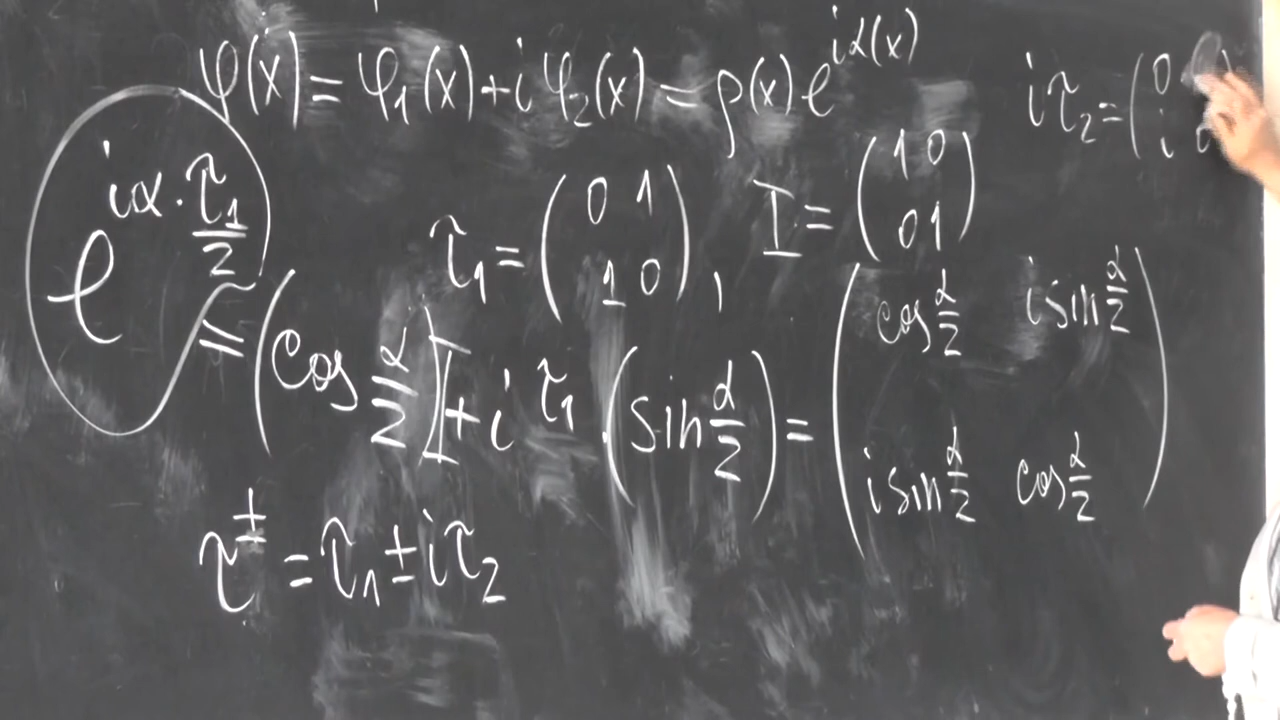 φ(x) = φ₁(x) + i φ₂(x) = ρ(x) e^{iα(x)}
iτ₂ = (0
i 0
e^{iα·τ₁/2}
τ₁ = (0 1
1 0), I = (1 0
0 1)
= (cos α/2) I + i τ₁ · (sin α/2) = (cos α/2 i sin α/2
i sin α/2 cos α/2)
τ^± = τ₁ ± iτ₂